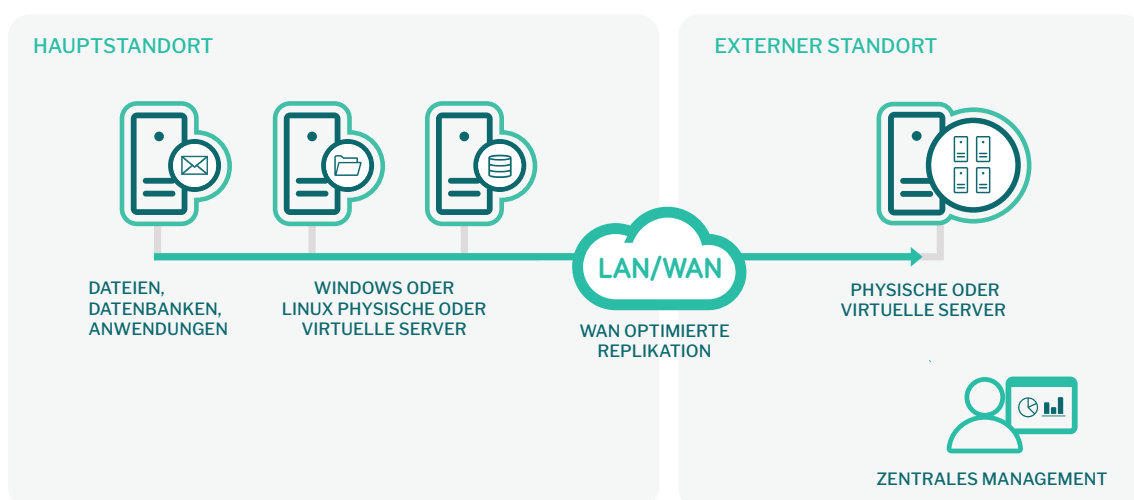 HAUPTSTANDORT
EXTERNER STANDORT
LAN/WAN
DATEIEN,
DATENBANKEN,
ANWENDUNGEN
WINDOWS ODER
LINUX PHYSISCHE ODER
VIRTUELLE SERVER
WAN OPTIMIERTE
REPLIKATION
PHYSISCHE ODER
VIRTUELLE SERVER
ZENTRALES MANAGEMENT